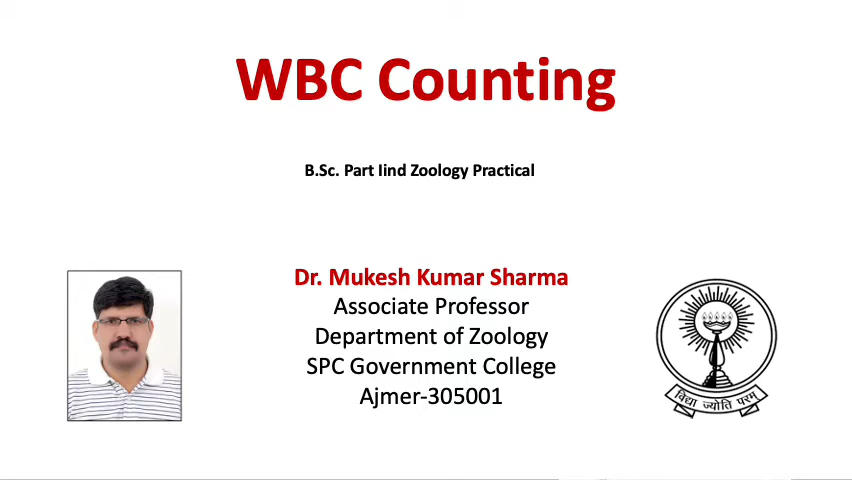 WBC Counting
B.Sc. Part IInd Zoology Practical
Dr. Mukesh Kumar Sharma
Associate Professor
Department of Zoology
SPC Government College
Ajmer-305001
विद्या ज्योति परम्